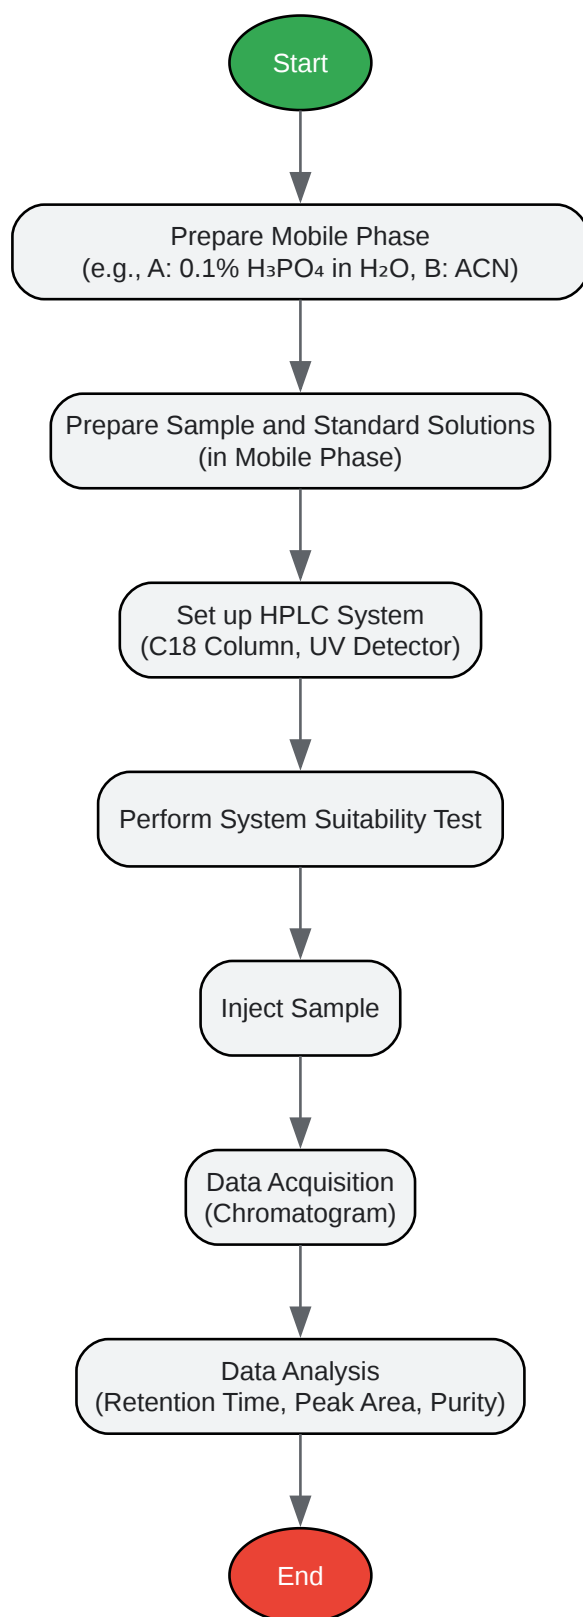 Start
Prepare Mobile Phase
(e.g., A: 0.1% H₃PO₄ in H₂O, B: ACN)
Prepare Sample and Standard Solutions
(in Mobile Phase)
Set up HPLC System
(C18 Column, UV Detector)
Perform System Suitability Test
Inject Sample
Data Acquisition
(Chromatogram)
Data Analysis
(Retention Time, Peak Area, Purity)
End